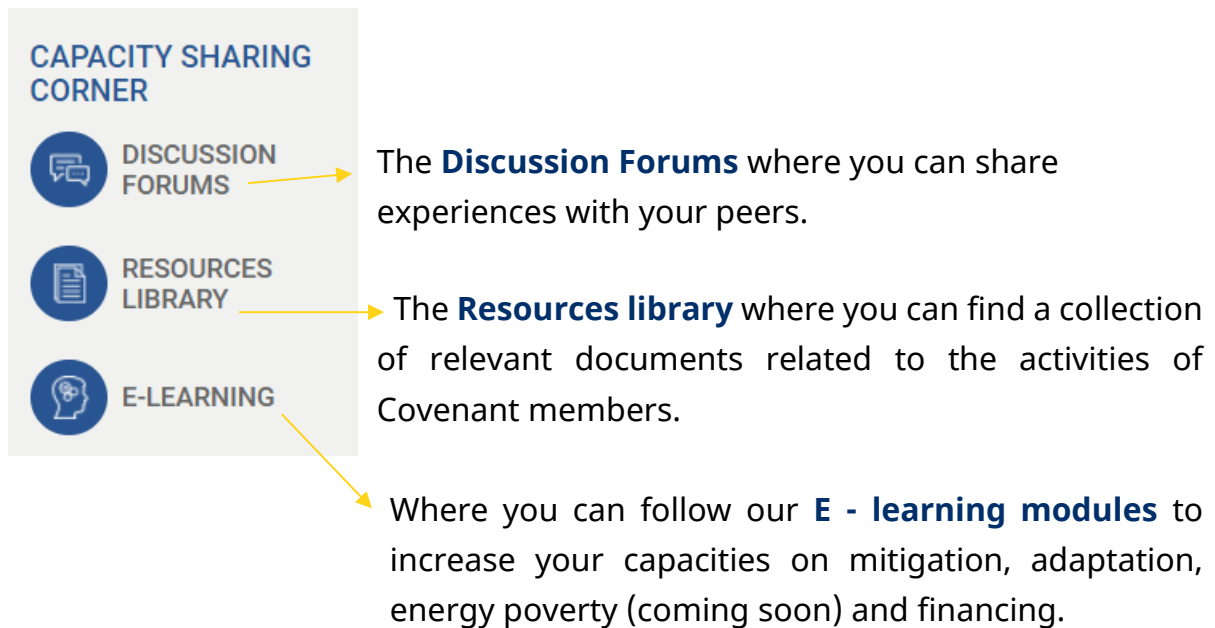 CAPACITY SHARING
CORNER
DISCUSSION
FORUMS
The Discussion Forums where you can share
experiences with your peers.
RESOURCES
LIBRARY
The Resources library where you can find a collection
of relevant documents related to the activities of
Covenant members.
E-LEARNING
Where you can follow our E - learning modules to
increase your capacities on mitigation, adaptation,
energy poverty (coming soon) and financing.